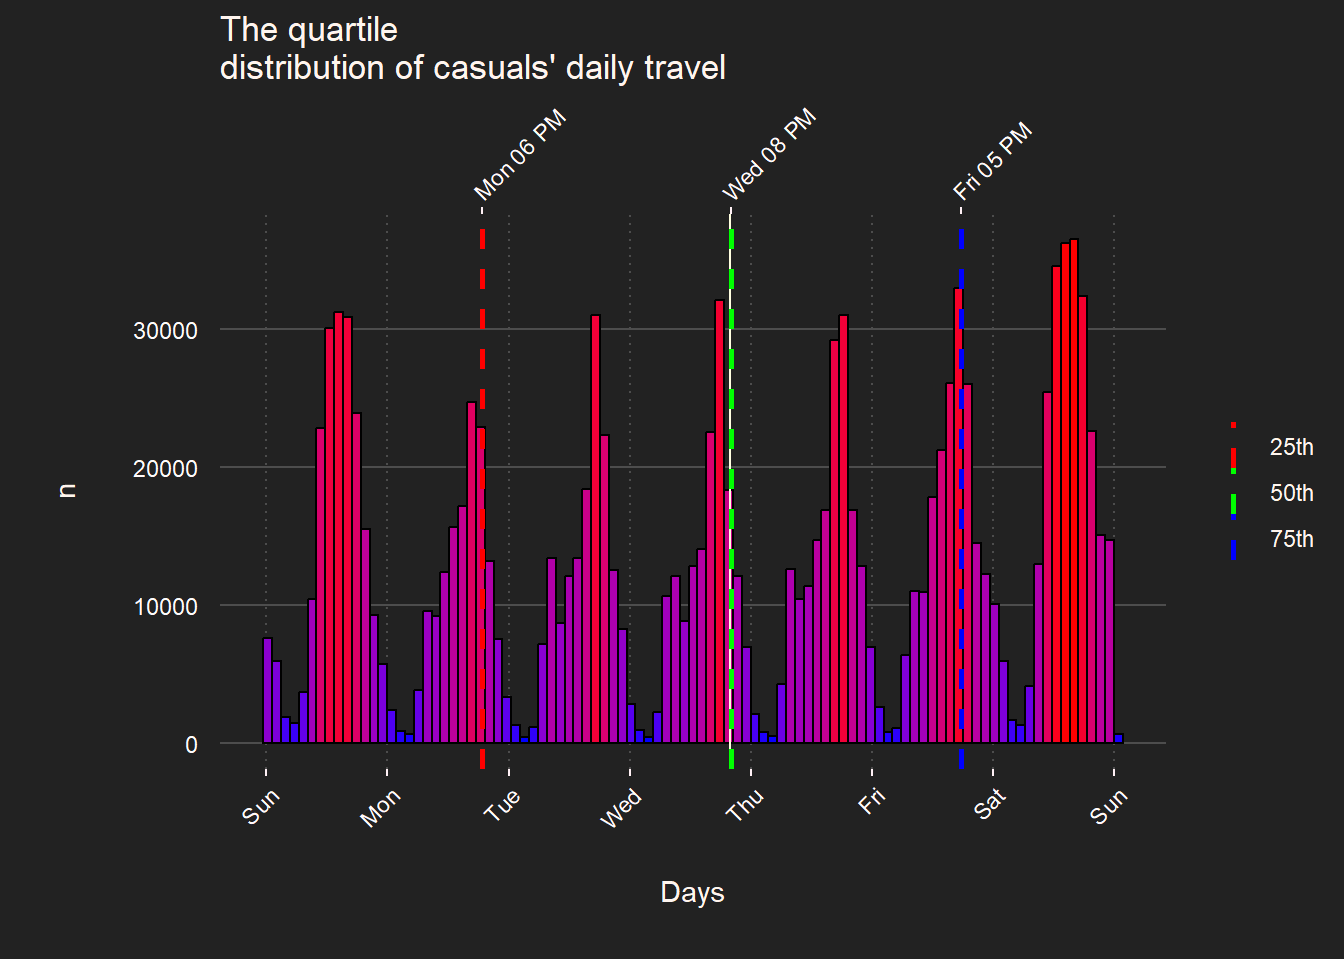 The quartile
distribution of casuals' daily travel
Mon 06 PM
Wed 08 PM
Fri 05 PM
30000
20000
10000
0
n
Sun
Mon
Tue
Wed
Thu
Fri
Sat
Sun
Days
25th
50th
75th